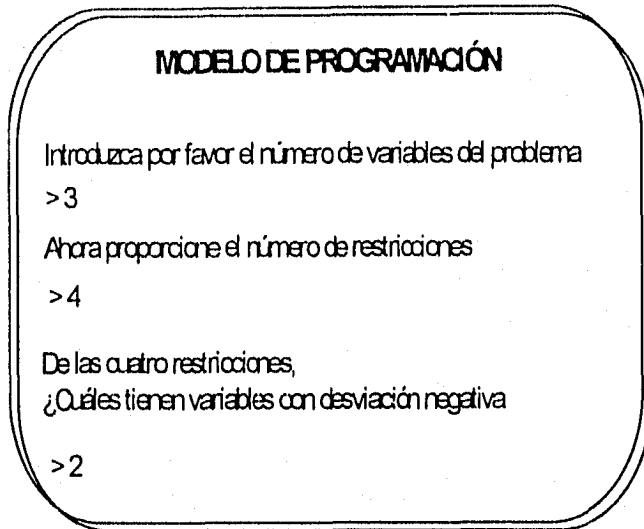 MODELO DE PROGRAMACIÓN
Introduzca por favor el número de variables del problema
>3
Ahora proporcione el número de restricciones
>4
De las cuatro restricciones,
¿Cuáles tienen variables con desviación negativa
>2